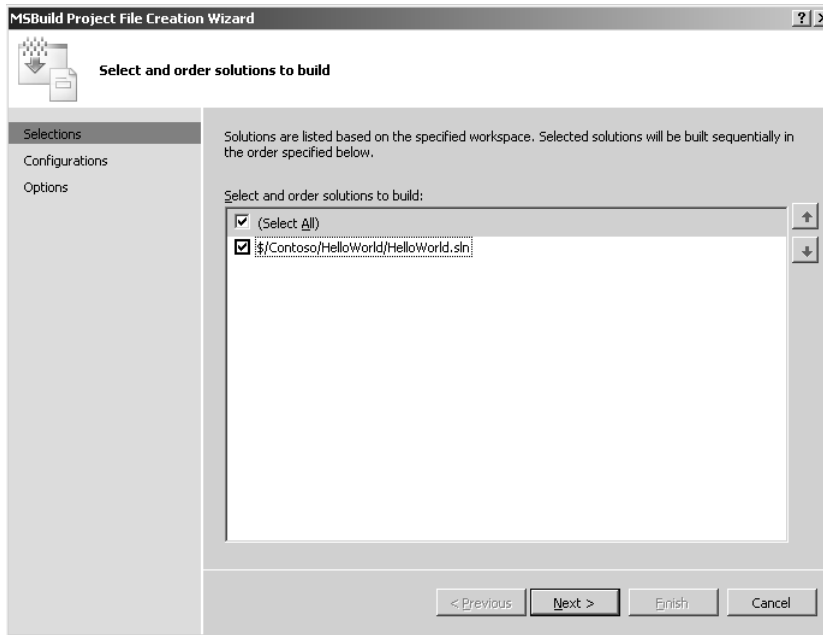 MSBuild Project File Creation Wizard
Select and order solutions to build
Selections
Configurations
Options
Solutions are listed based on the specified workspace. Selected solutions will be built sequentially in
the order specified below.
Select and order solutions to build:
(Select All)
$/Contoso/HelloWorld/HelloWorld.sln
< Previous
Next >
Finish
Cancel